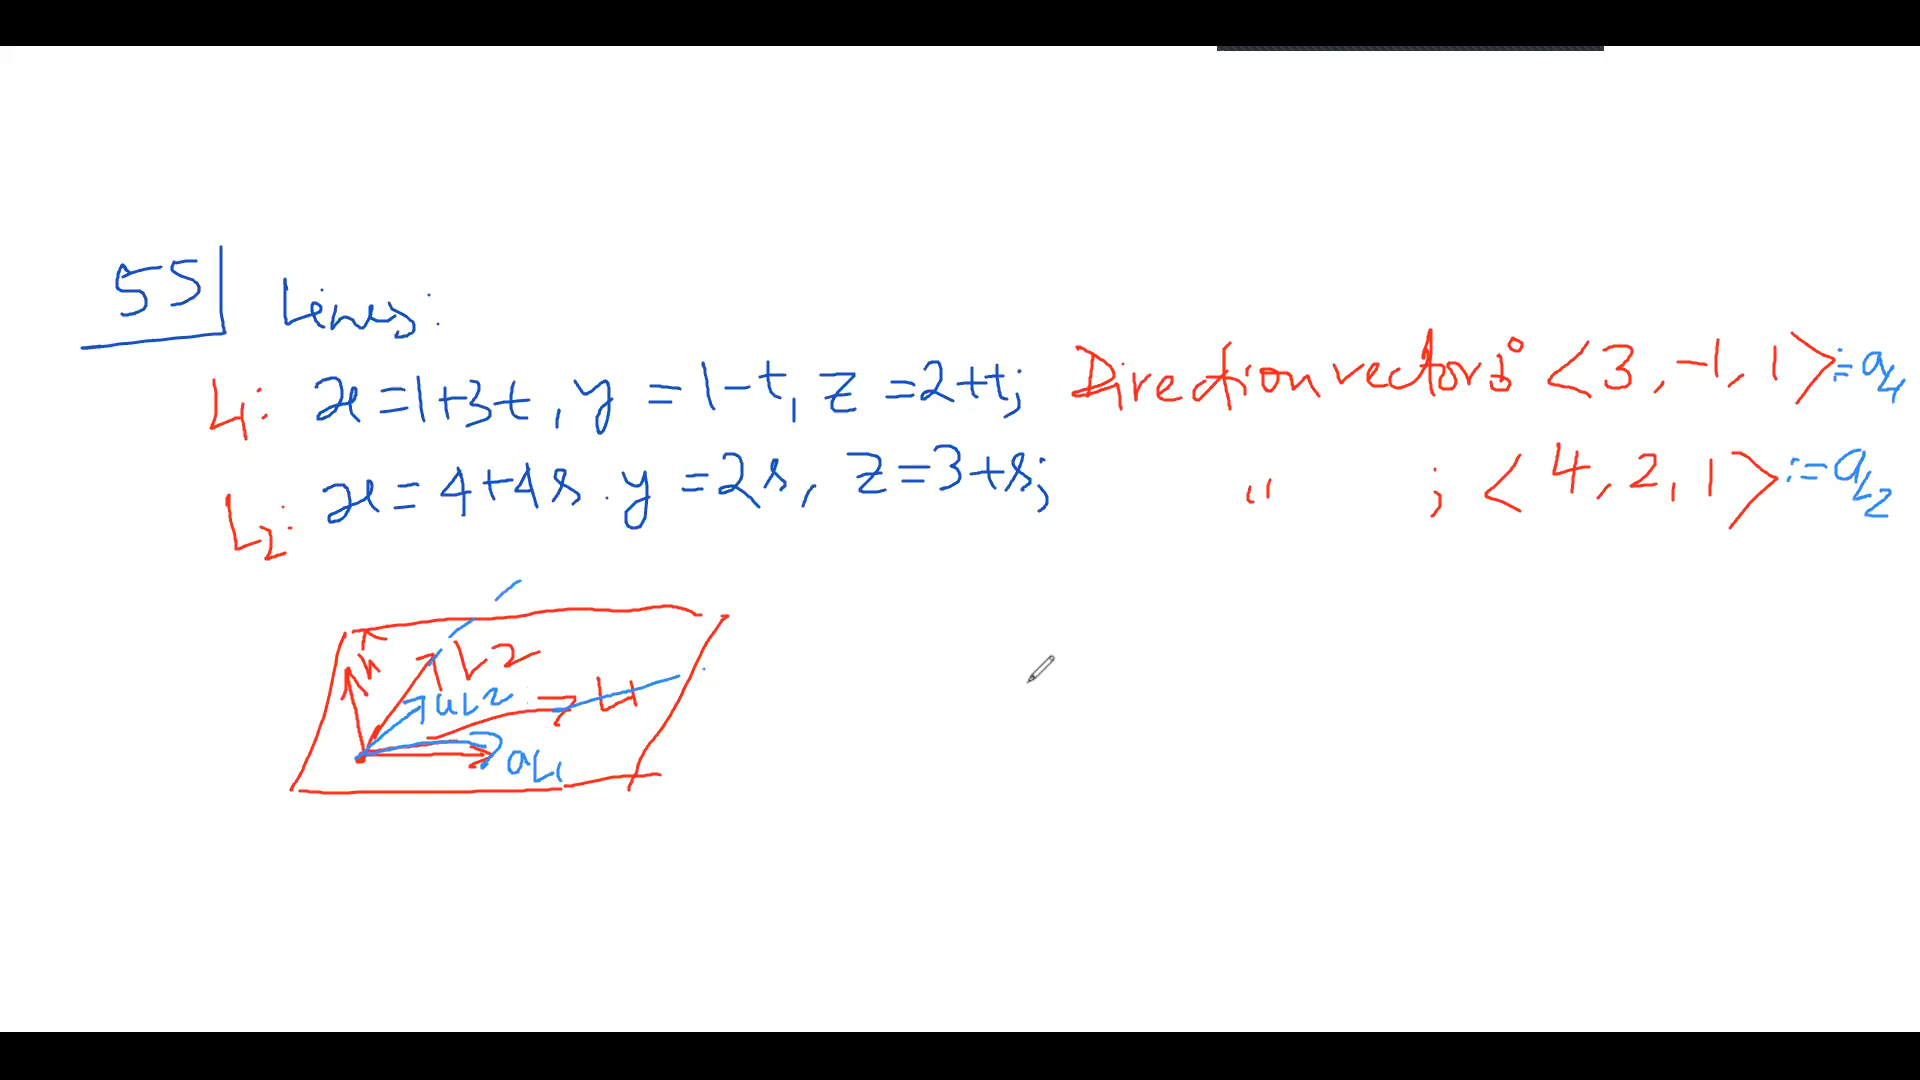 55
Lines:
L1: x=1+3t, y=1-t, z=2+t; Direction vectors: <3, -1, 1> := aL1
L2: x=4+4s. y=2s, z=3+s; " ; <4, 2, 1> := aL2
n
L2
aL2
L1
aL1